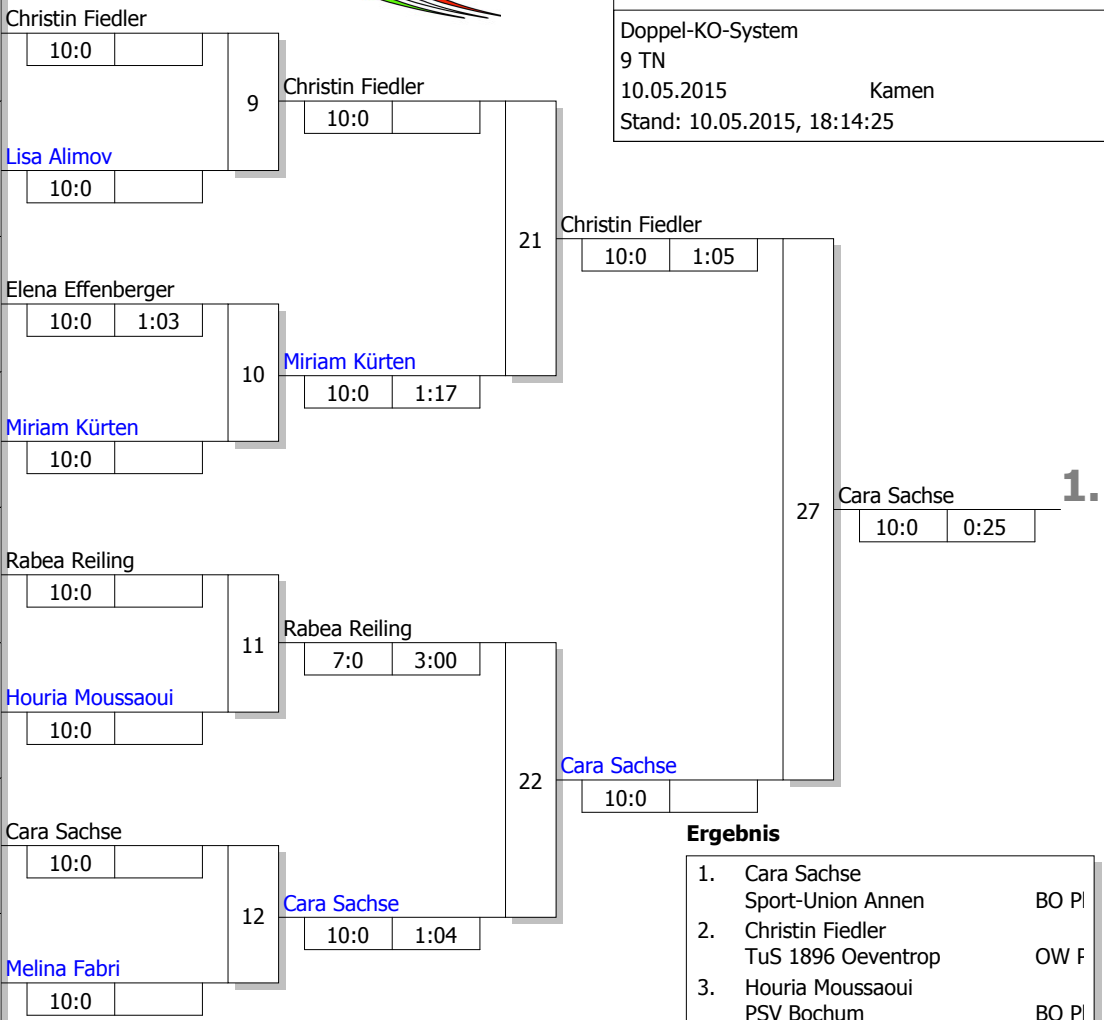 Christin Fiedler
10:0
9
Lisa Alimov
10:0
Elena Effenberger
10:0 1:03
10
Miriam Kürten
10:0
Rabea Reiling
10:0
11
Houria Moussaoui
10:0
Cara Sachse
10:0
12
Melina Fabri
10:0
Christin Fiedler
10:0
21
Miriam Kürten
10:0 1:17
Rabea Reiling
7:0 3:00
22
Cara Sachse
10:0 1:04
Christin Fiedler
10:0 1:05
27
Cara Sachse
10:0
Cara Sachse
10:0 0:25
1.
Doppel-KO-System
9 TN
10.05.2015 Kamen
Stand: 10.05.2015, 18:14:25
Ergebnis
1. Cara Sachse
Sport-Union Annen BO
2. Christin Fiedler
TuS 1896 Oeventrop OW
3. Houria Moussaoui
PSV Bochum BO